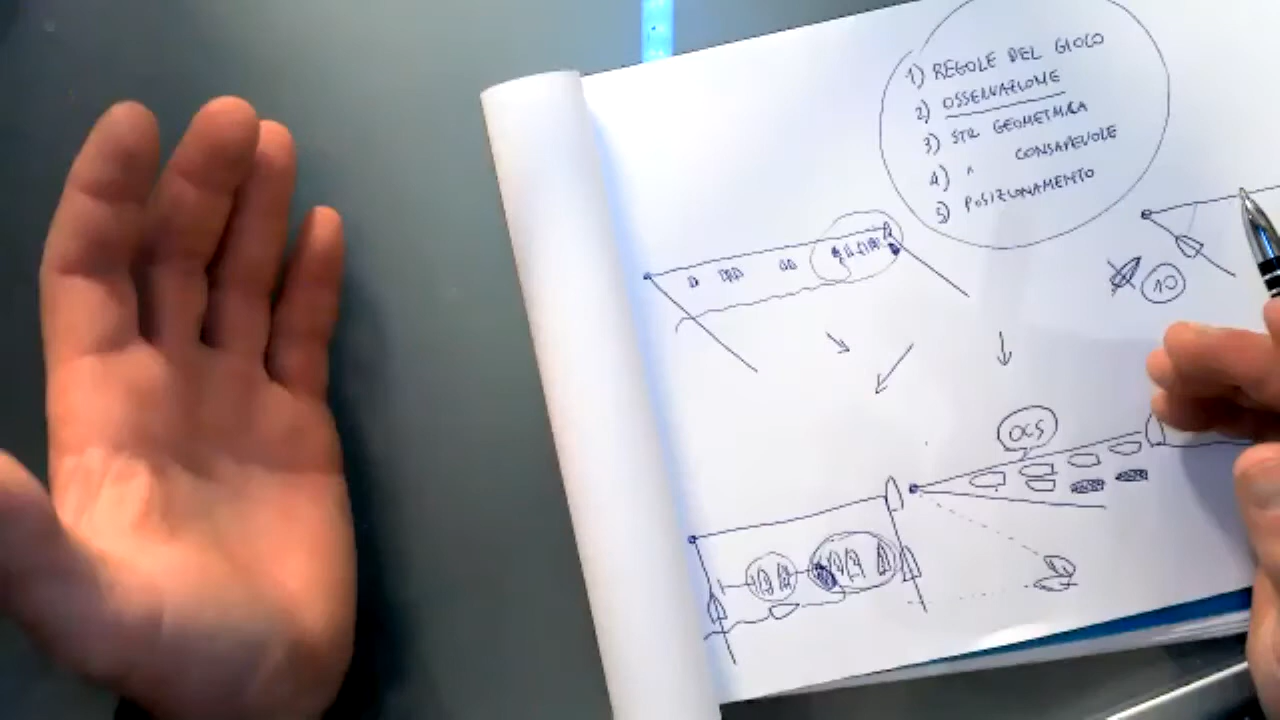 1) REGOLE DEL GIOCO
2) OSSERVAZIONE
3) STR GEOMETRICA
4) " CONSAPEVOLE
5) POSIZIONAMENTO
10
OCS